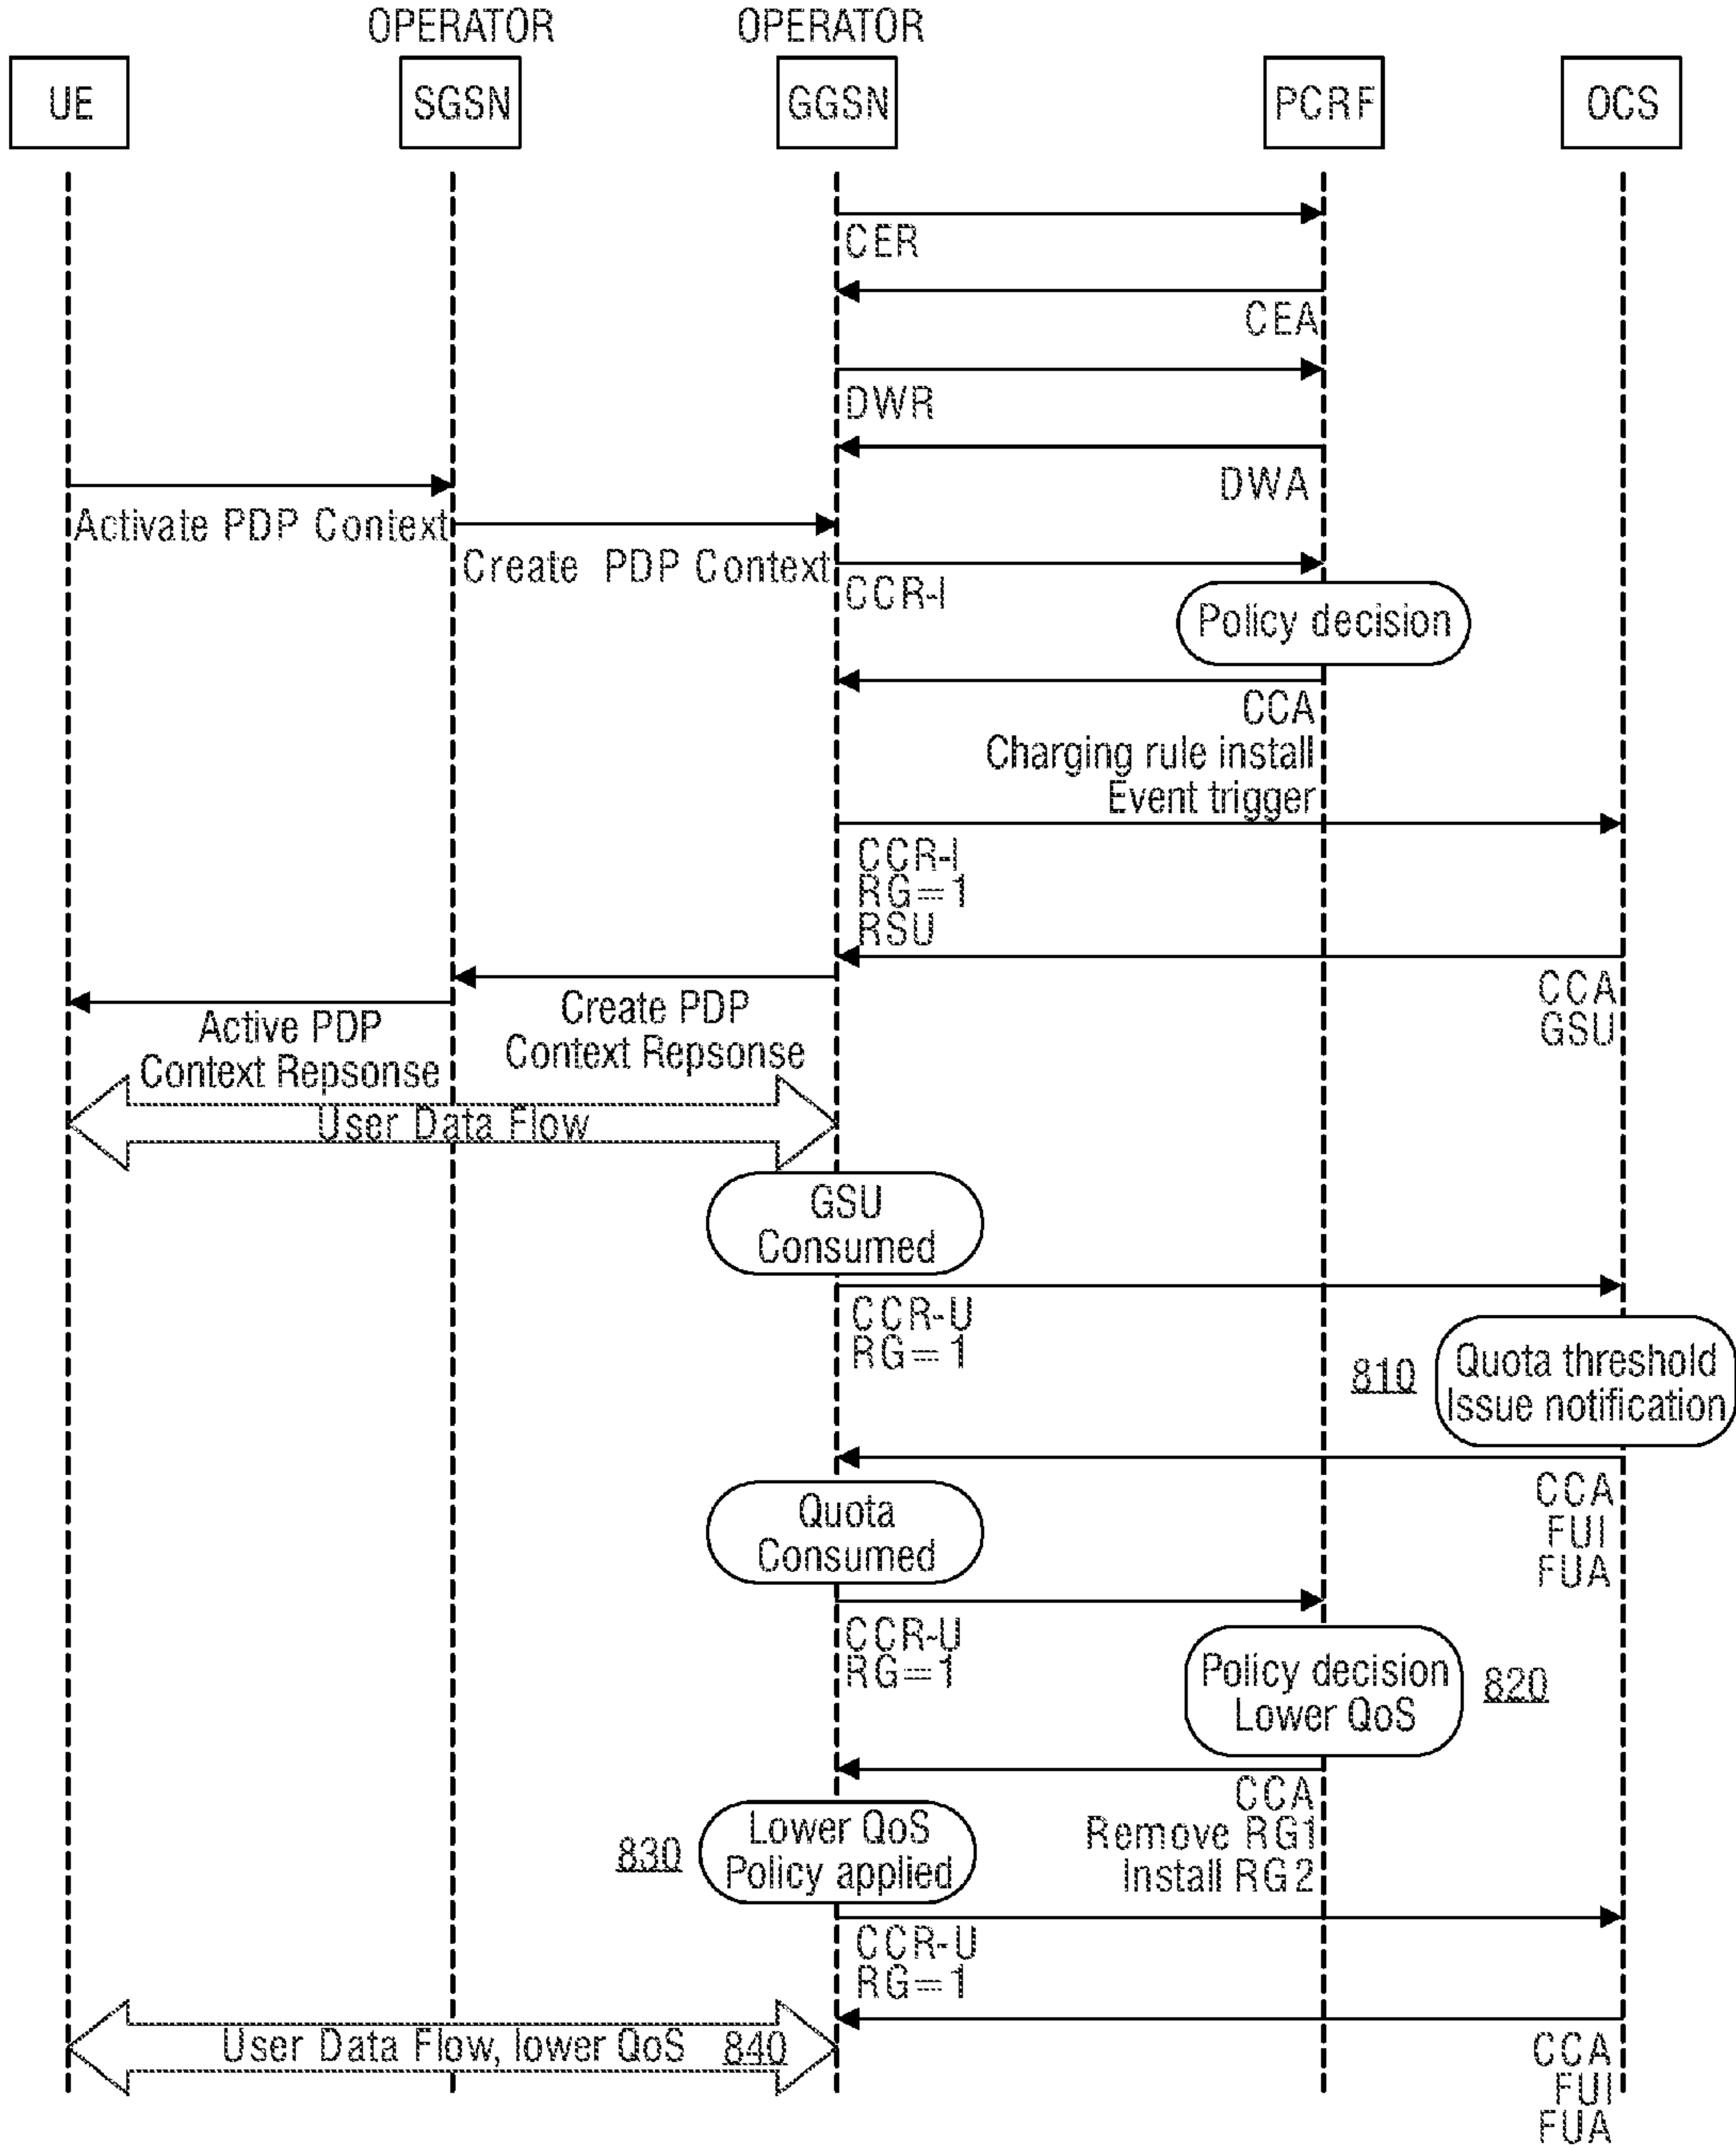 OPERATOR
OPERATOR
UE
SGSN
GGSN
PCRF
OCS
CER
CEA
DWR
DWA
Activate PDP Context
Create PDP Context
CCR-I
Policy decision
CCA
Charging rule install
Event trigger
CCR-I
RG=1
RSU
CCA
GSU
Create PDP
Context Repsonse
Active PDP
Context Repsonse
User Data Flow
GSU
Consumed
CCR-U
RG=1
810
Quota threshold
Issue notification
CCA
FUI
FUA
Quota
Consumed
CCR-U
RG=1
Policy decision
Lower QoS
820
CCA
Remove RG1
Install RG2
830
Lower QoS
Policy applied
CCR-U
RG=1
User Data Flow, lower QoS 840
CCA
FUI
FUA